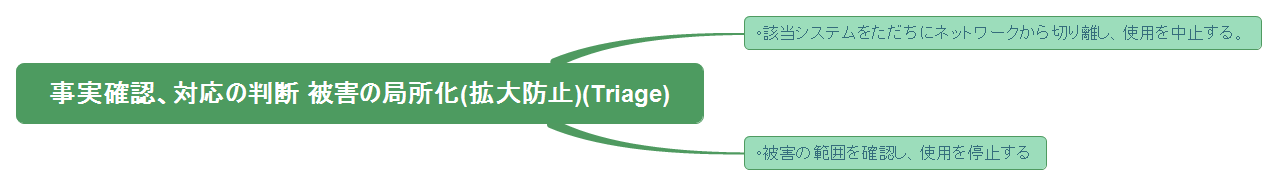 ◦該当システムをただちにネットワークから切り離し、使用を中止する。
事実確認、対応の判断 被害の局所化(拡大防止)(Triage)
◦被害の範囲を確認し、使用を停止する